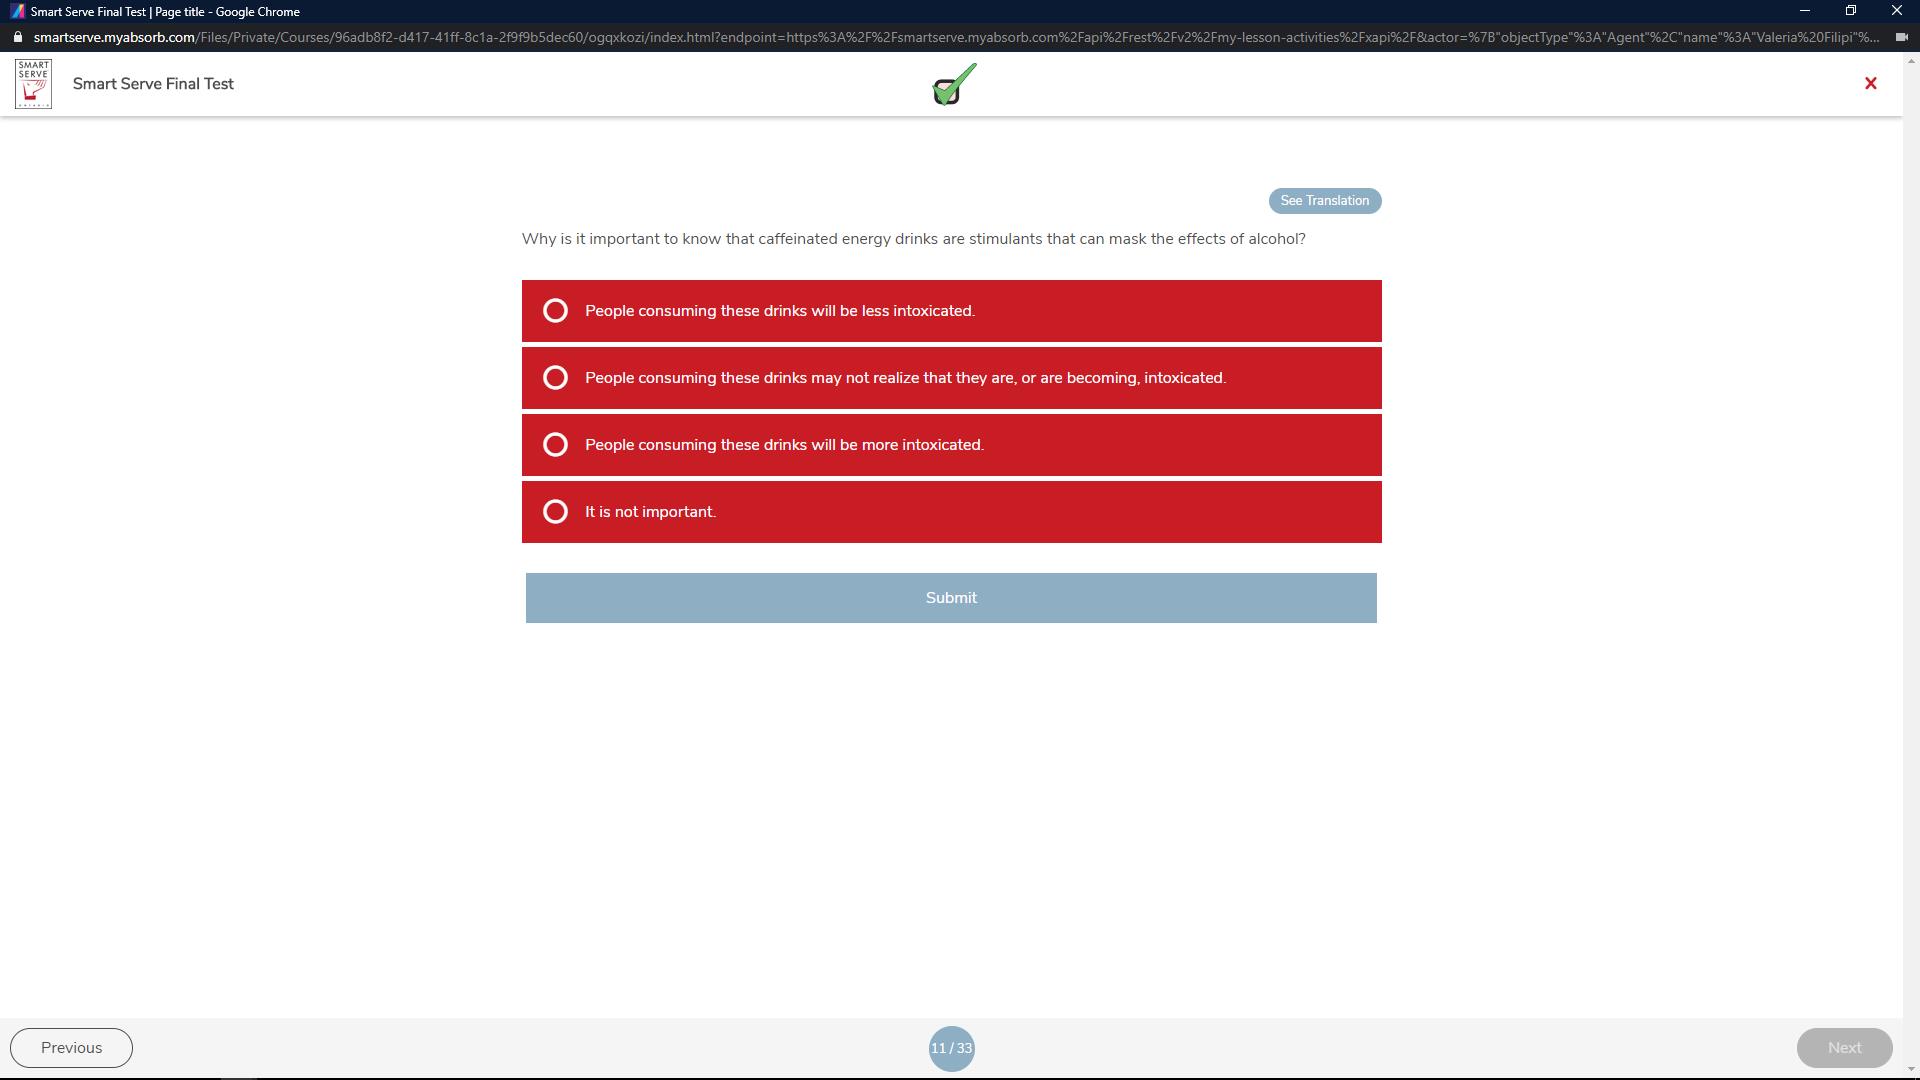 Smart Serve Final Test | Page title - Google Chrome
smartserve.myabsorb.com/Files/Private/Courses/96adb8f2-d417-41ff-8c1a-2f9f9b5dec60/ogqxkozi/index.html?endpoint=https%3A%2F%2Fsmartserve.myabsorb.com%2Fapi%2Frest%2Fv2%2Fmy-lesson-activities%2Fxapi%2F&actor=%7B"objectType"%3A"Agent"%2C"name"%3A"Valeria%20Filipi"%...
SMART
SERVE
Smart Serve Final Test
See Translation
Why is it important to know that caffeinated energy drinks are stimulants that can mask the effects of alcohol?
People consuming these drinks will be less intoxicated.
People consuming these drinks may not realize that they are, or are becoming, intoxicated.
People consuming these drinks will be more intoxicated.
It is not important.
Submit
Previous
11 / 33
Next